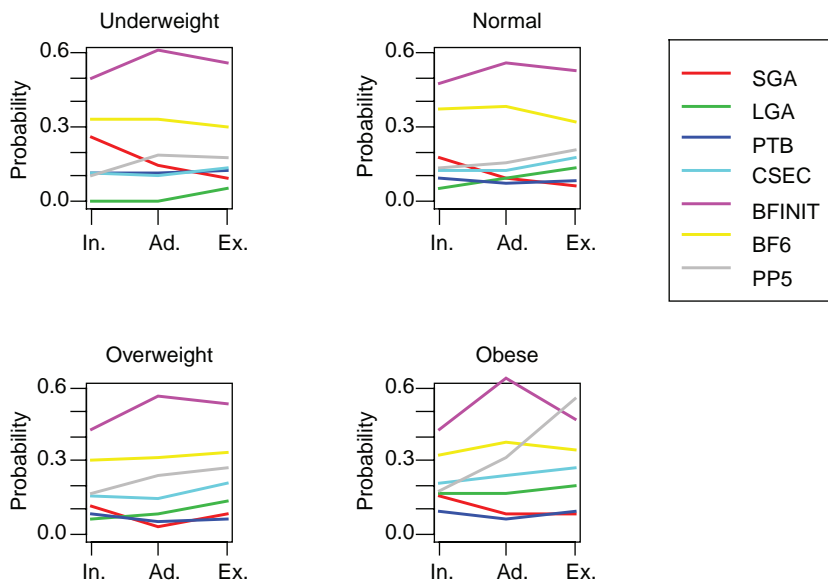 Underweight
0.6
0.3
0.0
Probability
In. Ad. Ex.
Normal
0.6
0.3
0.0
Probability
In. Ad. Ex.
SGA
LGA
PTB
CSEC
BFINIT
BF6
PP5
Overweight
0.6
0.3
0.0
Probability
In. Ad. Ex.
Obese
0.6
0.3
0.0
Probability
In. Ad. Ex.